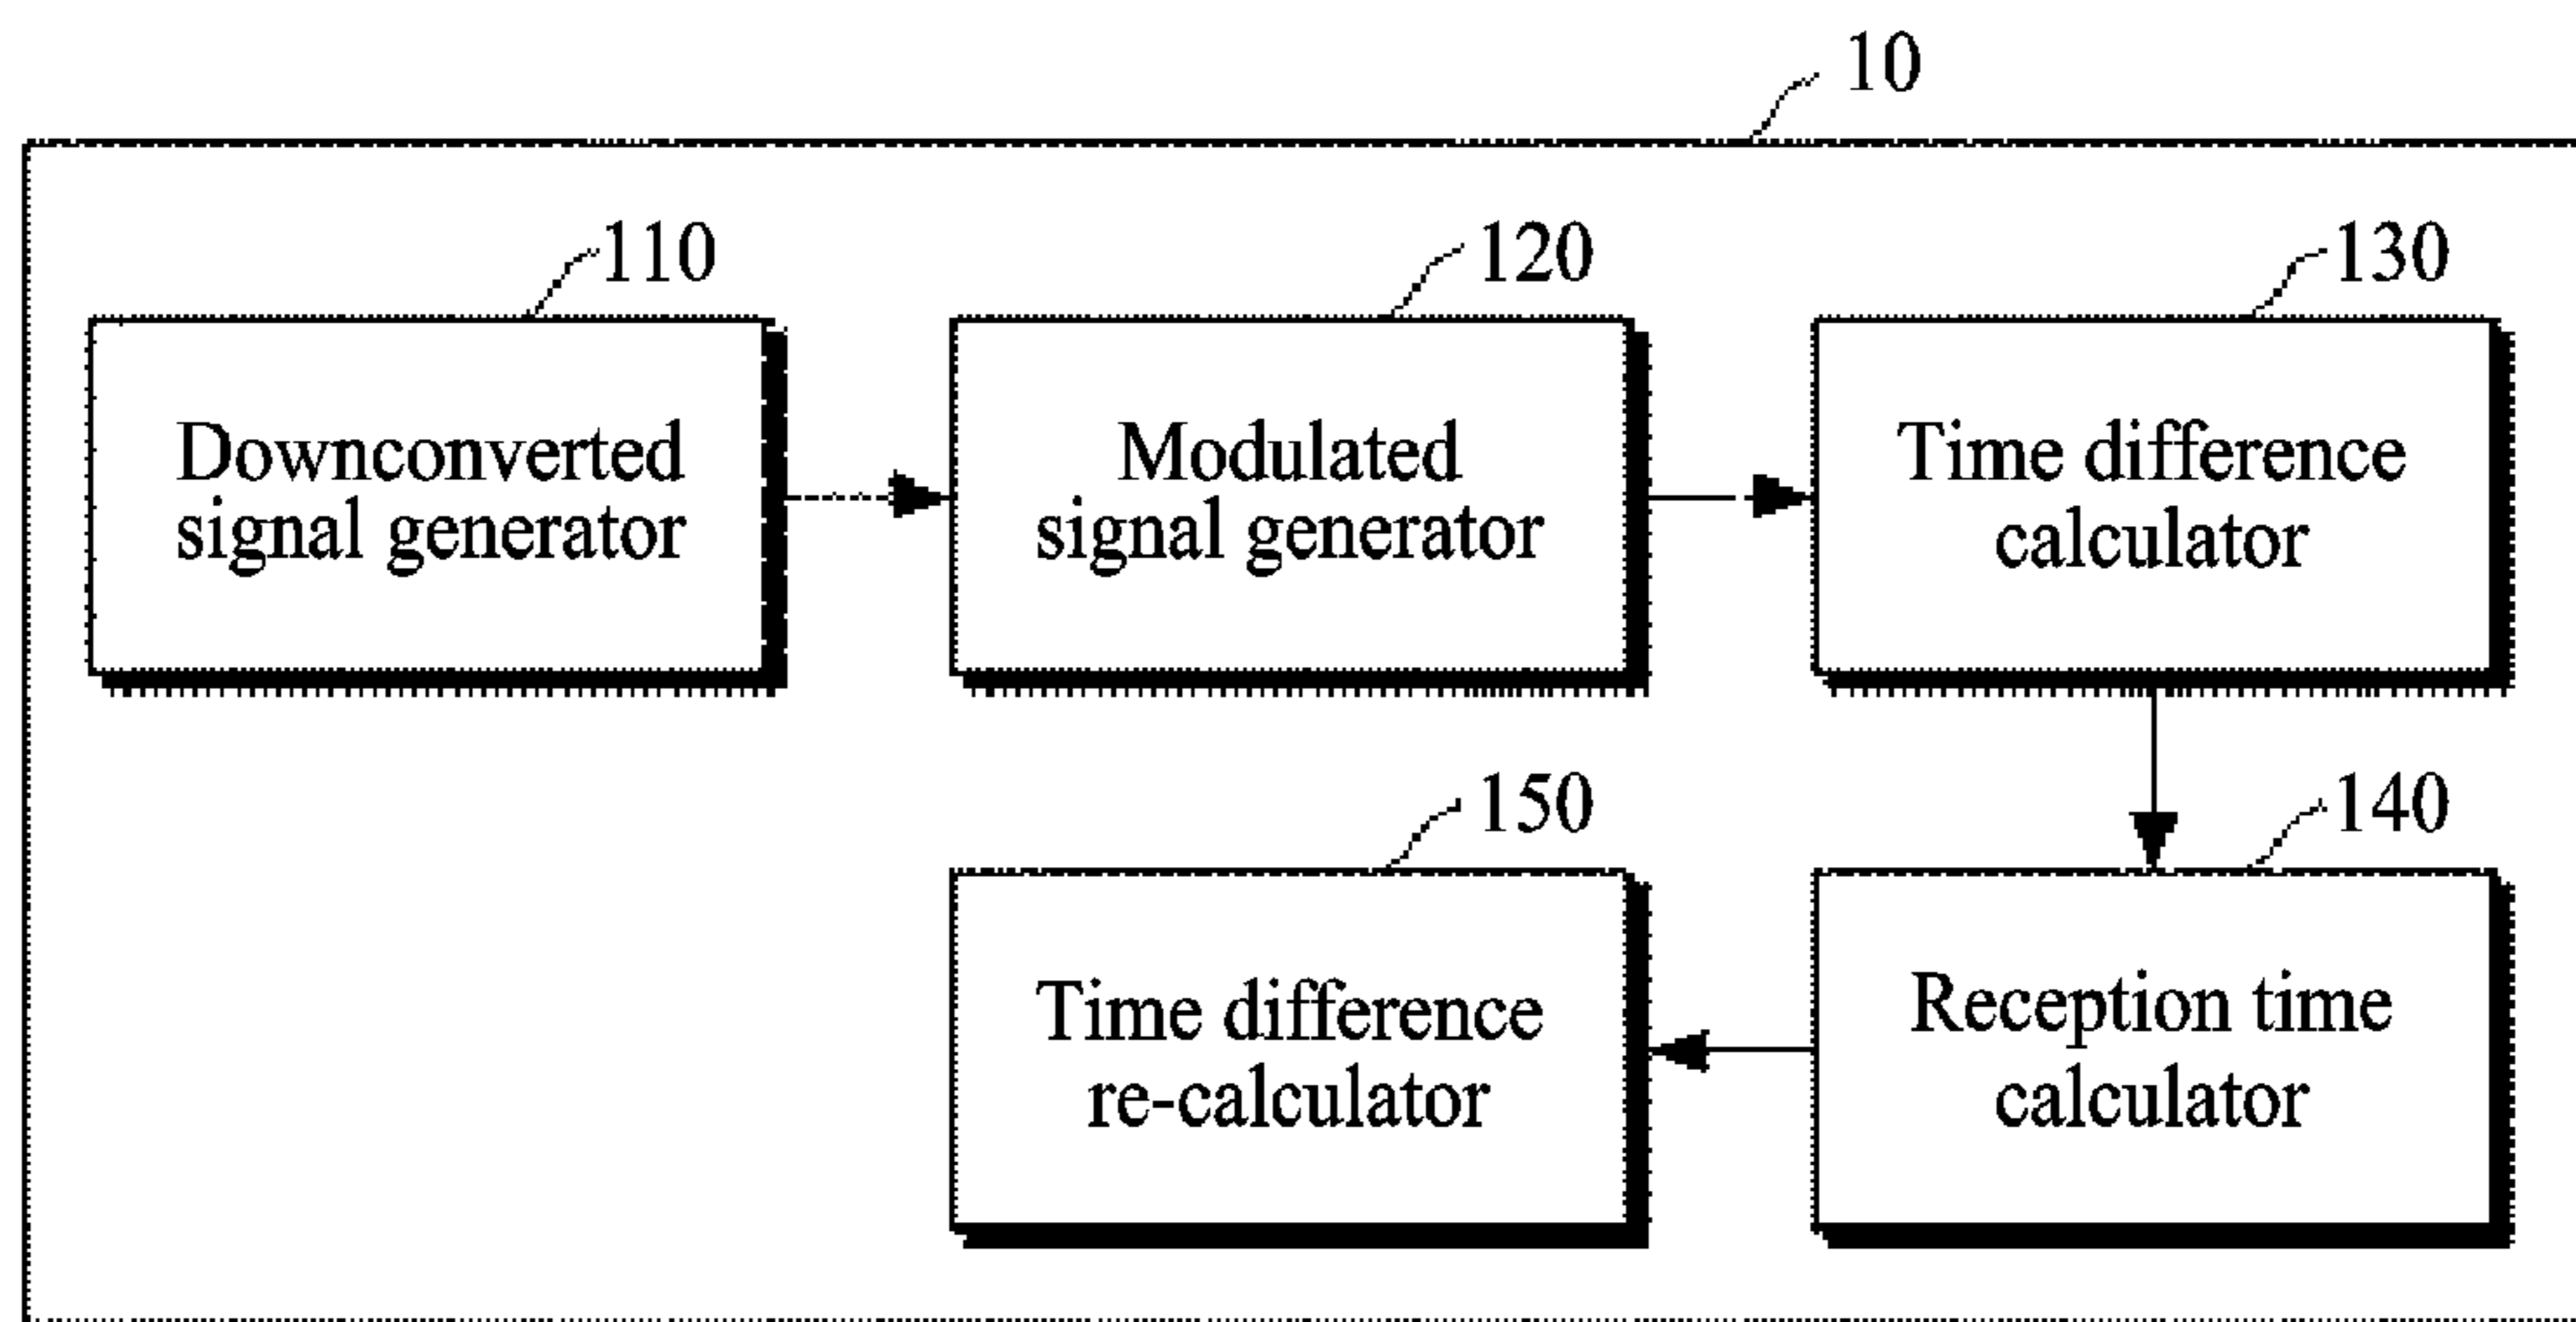 10
110
120
130
Downconverted
signal generator
Modulated
signal generator
Time difference
calculator
150
140
Time difference
re-calculator
Reception time
calculator